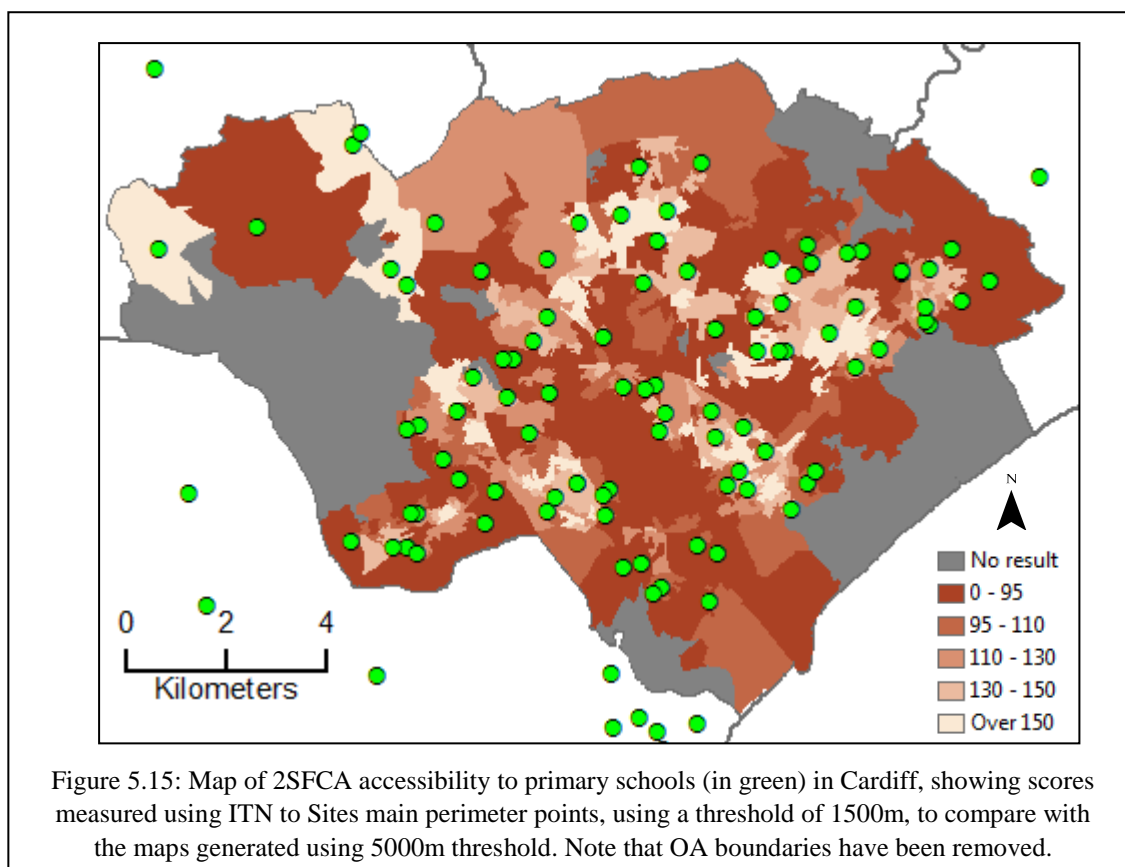 N
No result
0 - 95
95 - 110
110 - 130
130 - 150
Over 150
0 2 4
Kilometers
Figure 5.15: Map of 2SFCA accessibility to primary schools (in green) in Cardiff, showing scores
measured using ITN to Sites main perimeter points, using a threshold of 1500m, to compare with
the maps generated using 5000m threshold. Note that OA boundaries have been removed.